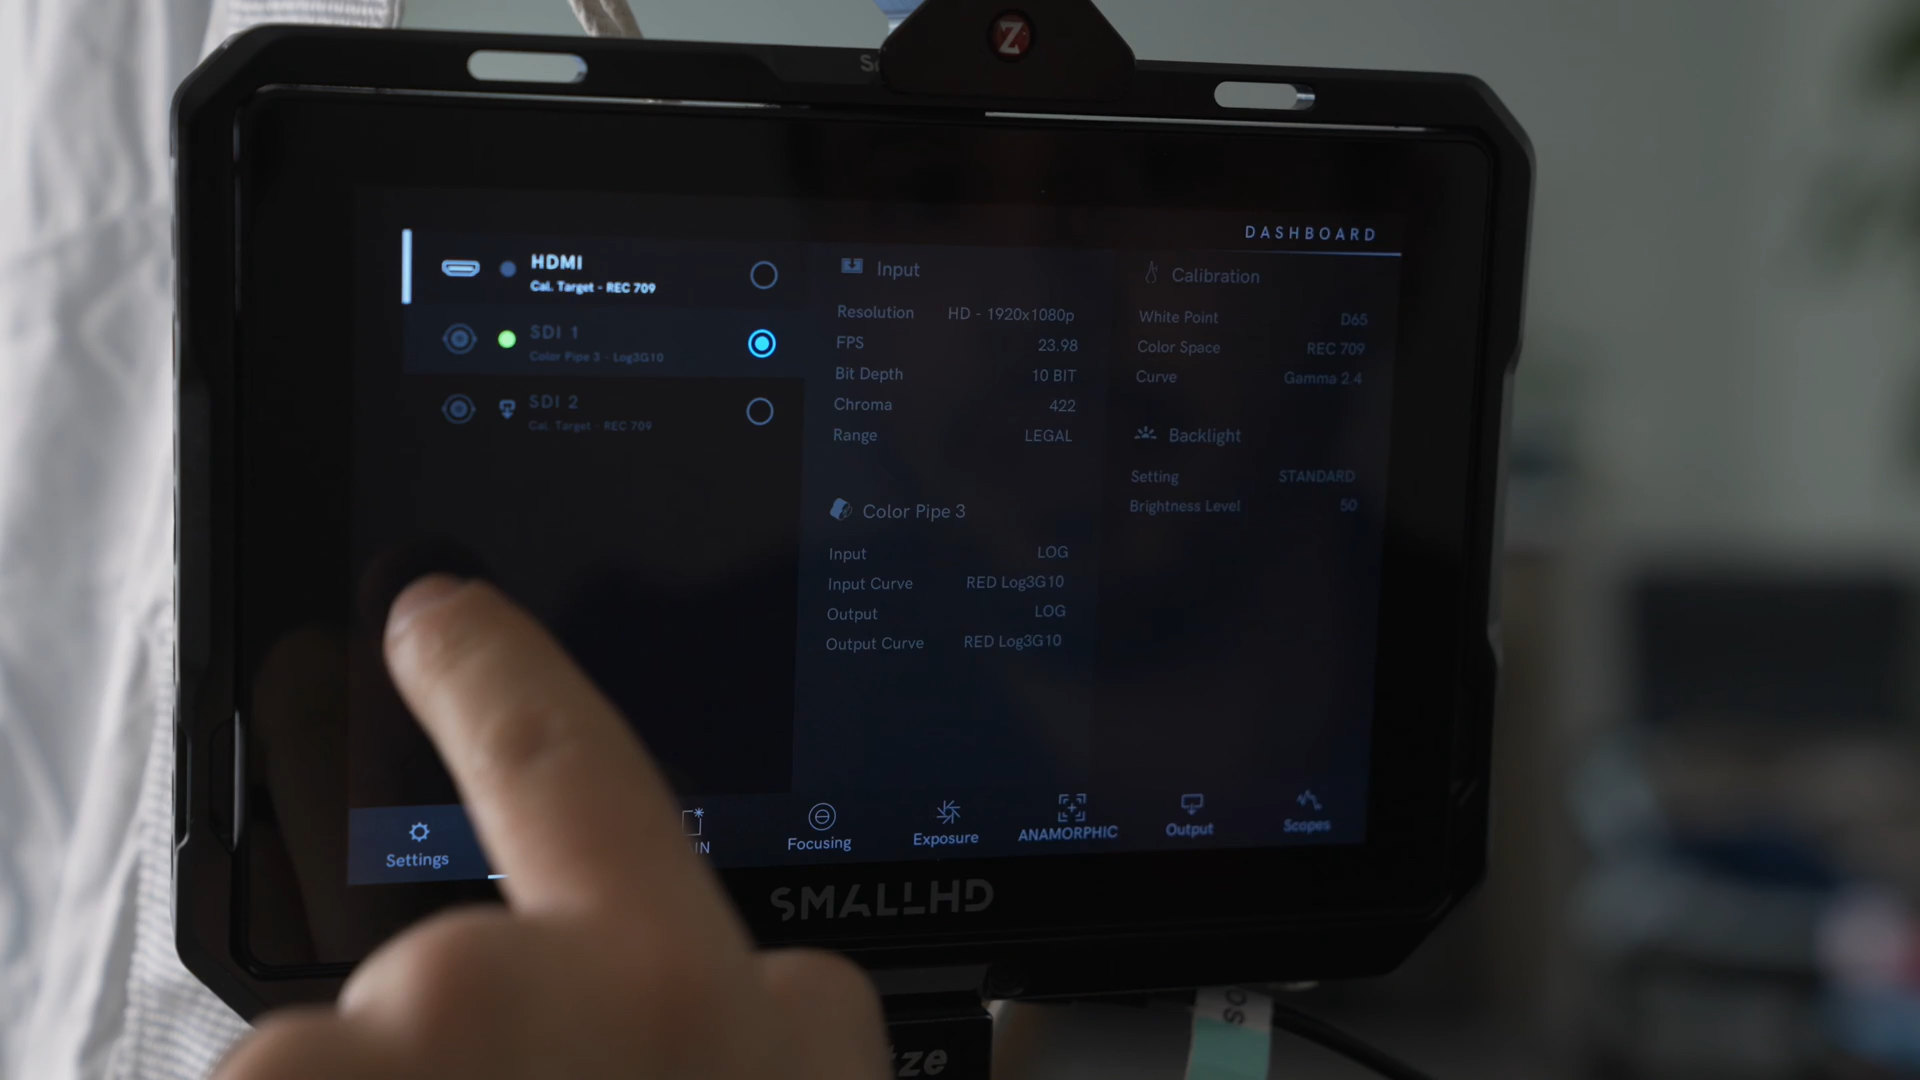 Z
DASHBOARD
HDMI
Cal. Target - REC 709
SDI 1
Color Pipe 3 - Log3G10
SDI 2
Cal. Target - REC 709
Input
Resolution HD - 1920x1080p
FPS 23.98
Bit Depth 10 BIT
Chroma 422
Range LEGAL
Color Pipe 3
Input LOG
Input Curve RED Log3G10
Output LOG
Output Curve RED Log3G10
Calibration
White Point D65
Color Space REC 709
Curve Gamma 2.4
Backlight
Setting STANDARD
Brightness Level 50
Settings
Focusing
Exposure
ANAMORPHIC
Output
Scopes
SMALLHD